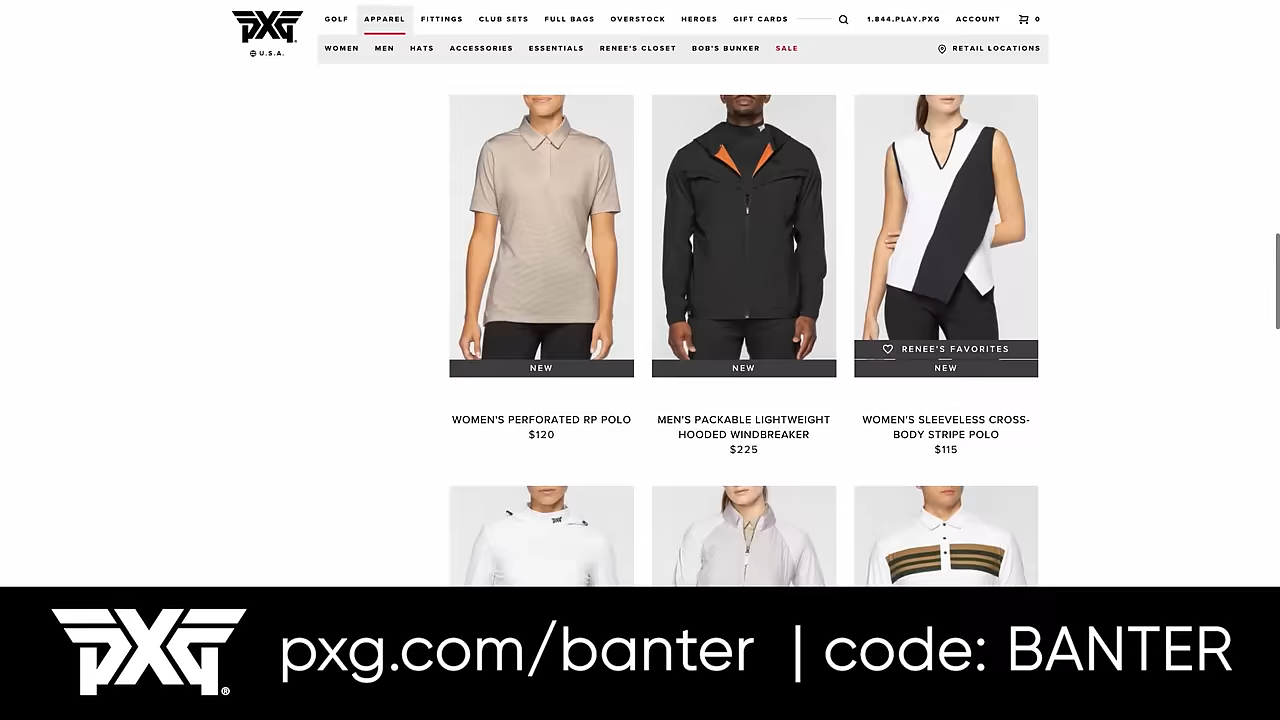 PXG
GOLF APPAREL FITTINGS CLUB SETS FULL BAGS OVERSTOCK HEROES GIFT CARDS 1.844.PLAY.PXG ACCOUNT 0
U.S.A.
WOMEN MEN HATS ACCESSORIES ESSENTIALS RENEE'S CLOSET BOB'S BUNKER SALE RETAIL LOCATIONS
RENEE'S FAVORITES
NEW NEW NEW
WOMEN'S PERFORATED RP POLO
$120
MEN'S PACKABLE LIGHTWEIGHT
HOODED WINDBREAKER
$225
WOMEN'S SLEEVELESS CROSS-
BODY STRIPE POLO
$115
PXG® pxg.com/banter | code: BANTER